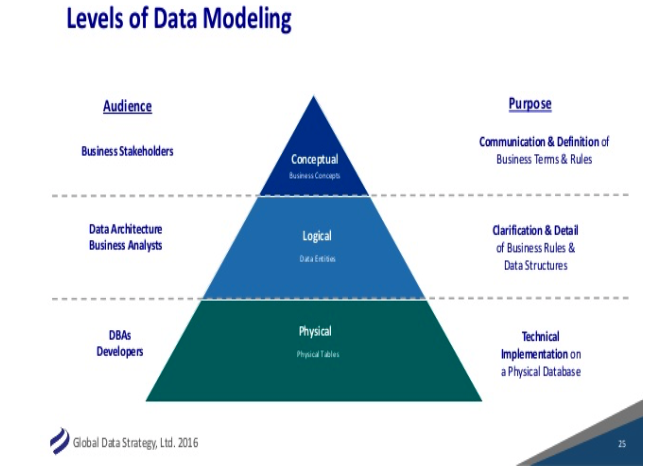 Levels of Data Modeling
Audience
Purpose
Business Stakeholders
Conceptual
Business Concepts
Communication & Definition of
Business Terms & Rules
Data Architecture
Business Analysts
Logical
Data Entities
Clarification & Detail
of Business Rules &
Data Structures
DBAs
Developers
Physical
Physical Tables
Technical
Implementation on
a Physical Database
Global Data Strategy, Ltd. 2016
25